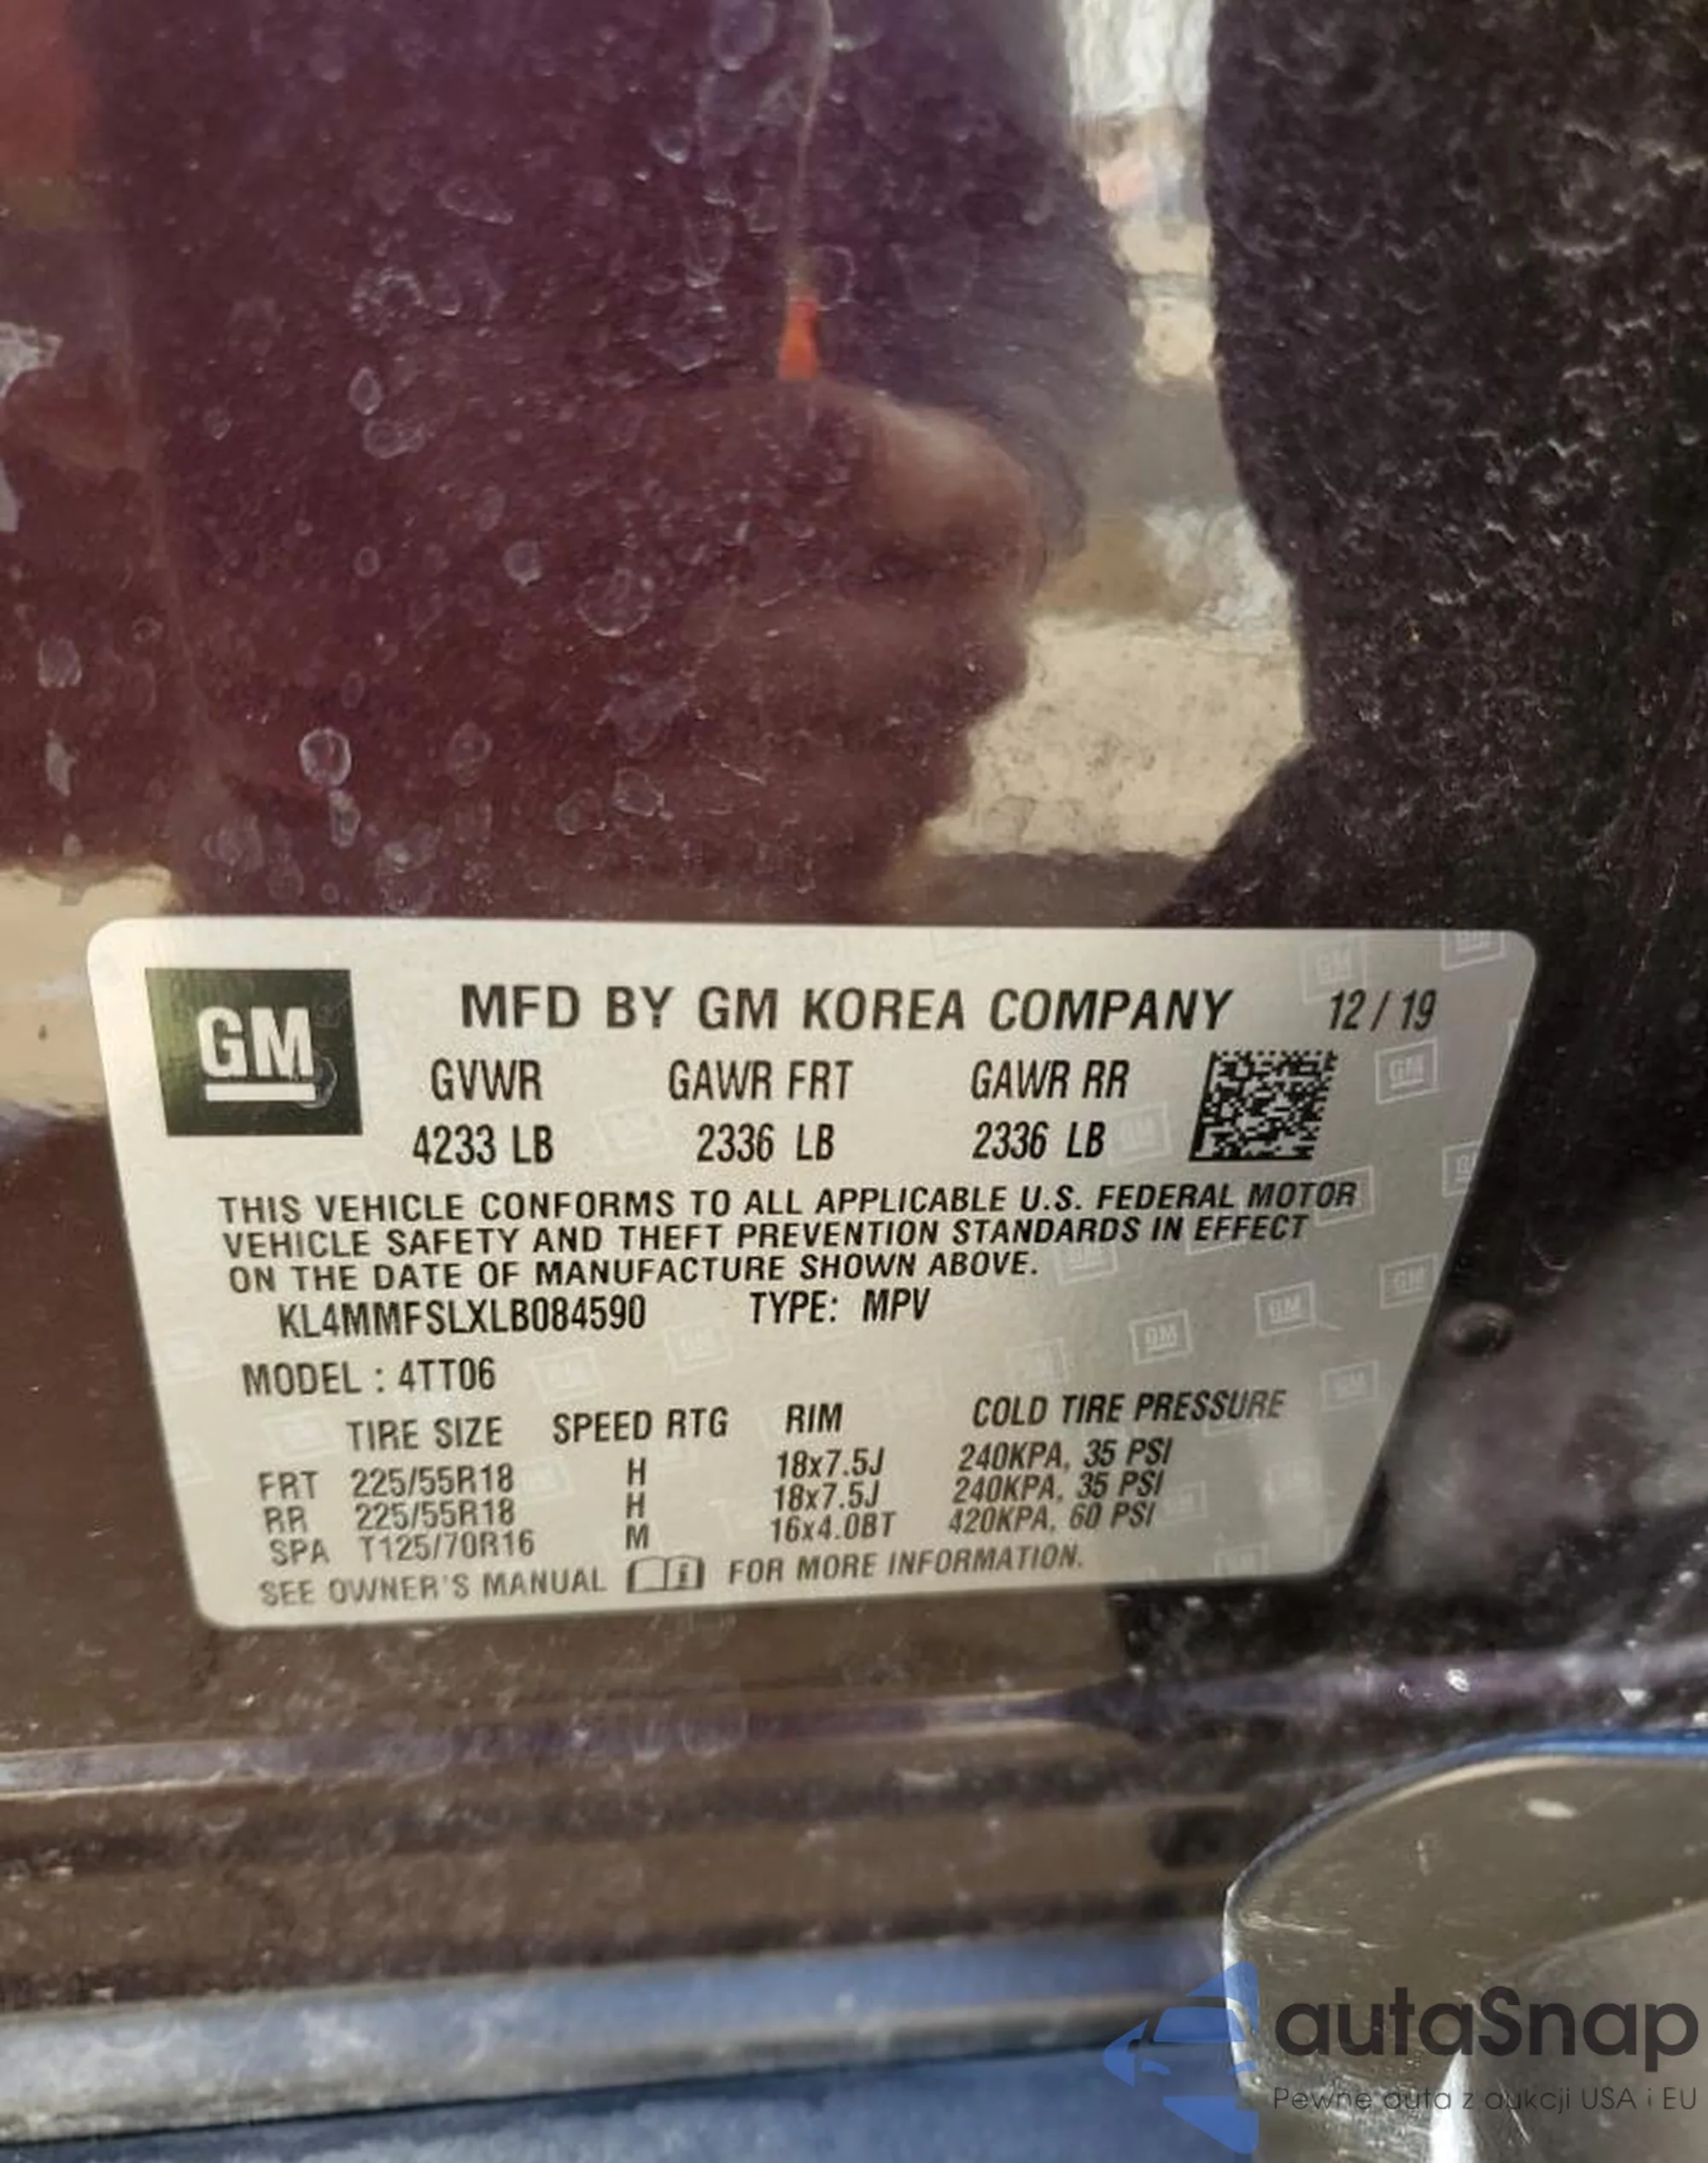 GM
MFD BY GM KOREA COMPANY 12/19
GVWR GAWR FRT GAWR RR
4233 LB 2336 LB 2336 LB
THIS VEHICLE CONFORMS TO ALL APPLICABLE U.S. FEDERAL MOTOR
VEHICLE SAFETY AND THEFT PREVENTION STANDARDS IN EFFECT
ON THE DATE OF MANUFACTURE SHOWN ABOVE.
KL4MMFSLXLB084590 TYPE: MPV
MODEL : 4TT06
TIRE SIZE SPEED RTG RIM COLD TIRE PRESSURE
FRT 225/55R18 H 18x7.5J 240KPA, 35 PSI
RR 225/55R18 H 18x7.5J 240KPA, 35 PSI
SPA T125/70R16 M 16x4.0BT 420KPA, 60 PSI
SEE OWNER'S MANUAL FOR MORE INFORMATION.
autaSnap
Pewne auta z aukcji USA i EU